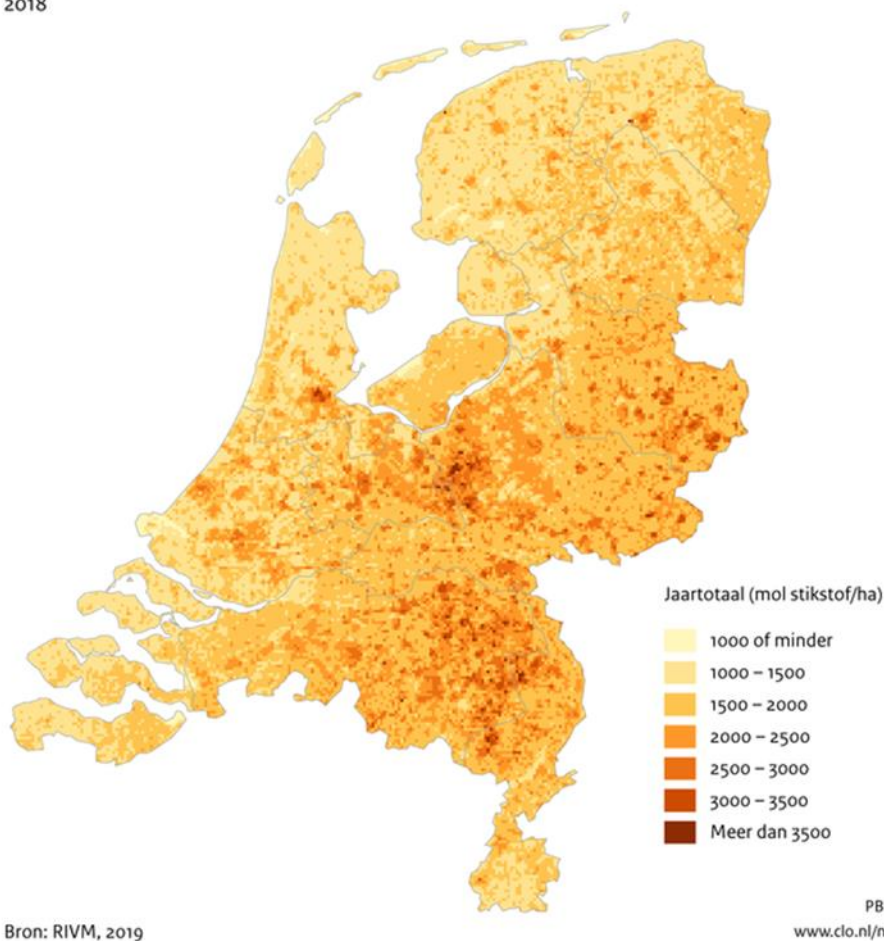 2018
Jaartotaal (mol stikstof/ha)
1000 of minder
1000 – 1500
1500 – 2000
2000 – 2500
2500 – 3000
3000 – 3500
Meer dan 3500
PB
Bron: RIVM, 2019
www.clo.nl/n